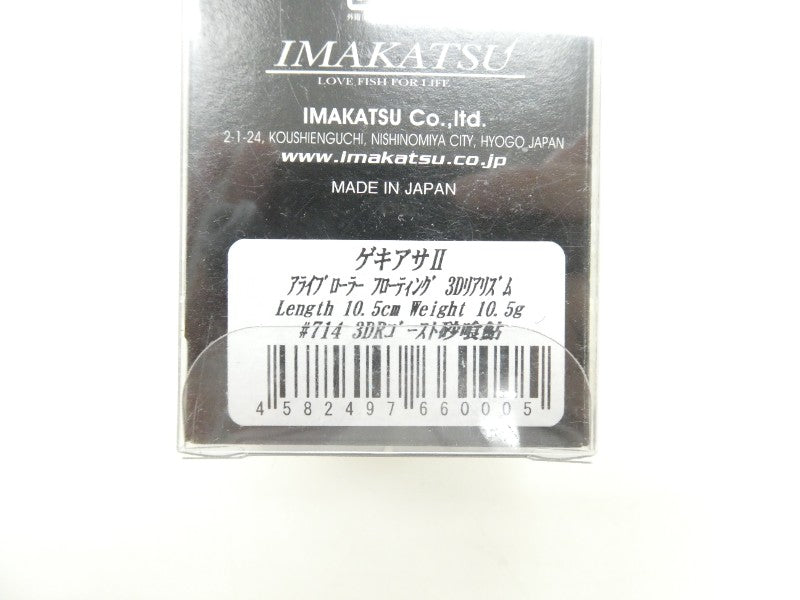 外箱
IMAKATSU
LOVE FISH FOR LIFE
IMAKATSU Co.,ltd.
2-1-24, KOUSHIENGUCHI, NISHINOMIYA CITY, HYOGO JAPAN
www.imakatsu.co.jp
MADE IN JAPAN
ゲキアサⅡ
ｱﾗｲﾌﾞﾛｰﾗｰ ﾌﾛｰﾃｨﾝｸﾞ 3Dﾘｱﾘｽﾞﾑ
Length 10.5cm Weight 10.5g
#714 3DRｺﾞｰｽﾄ砂喰鮎
4582497660005